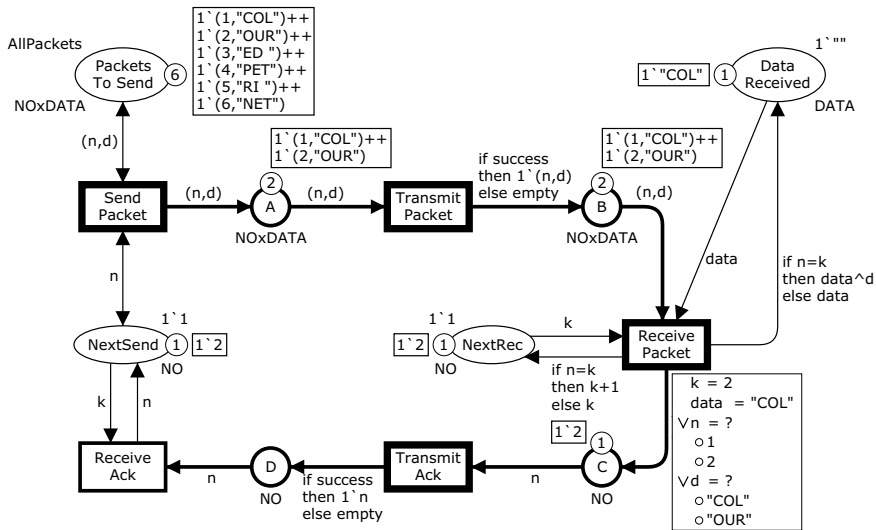 AllPackets
Packets
To Send
6
1`(1,"COL")++
1`(2,"OUR")++
1`(3,"ED ")++
1`(4,"PET")++
1`(5,"RI ")++
1`(6,"NET")
NOxDATA
1`""
1`"COL"
1
Data
Received
DATA
(n,d)
1`(1,"COL")++
1`(2,"OUR")
2
if success
then 1`(n,d)
else empty
1`(1,"COL")++
1`(2,"OUR")
2
Send
Packet
(n,d)
A
(n,d)
Transmit
Packet
B
(n,d)
NOxDATA
NOxDATA
n
data
if n=k
then data^d
else data
1`1
NextSend
1
1`2
NO
1`1
1`2
1
NextRec
NO
k
Receive
Packet
if n=k
then k+1
else k
k
n
k = 2
data = "COL"
∨n = ?
○1
○2
∨d = ?
○"COL"
○"OUR"
1`2
1
Receive
Ack
n
D
NO
if success
then 1`n
else empty
Transmit
Ack
n
C
NO